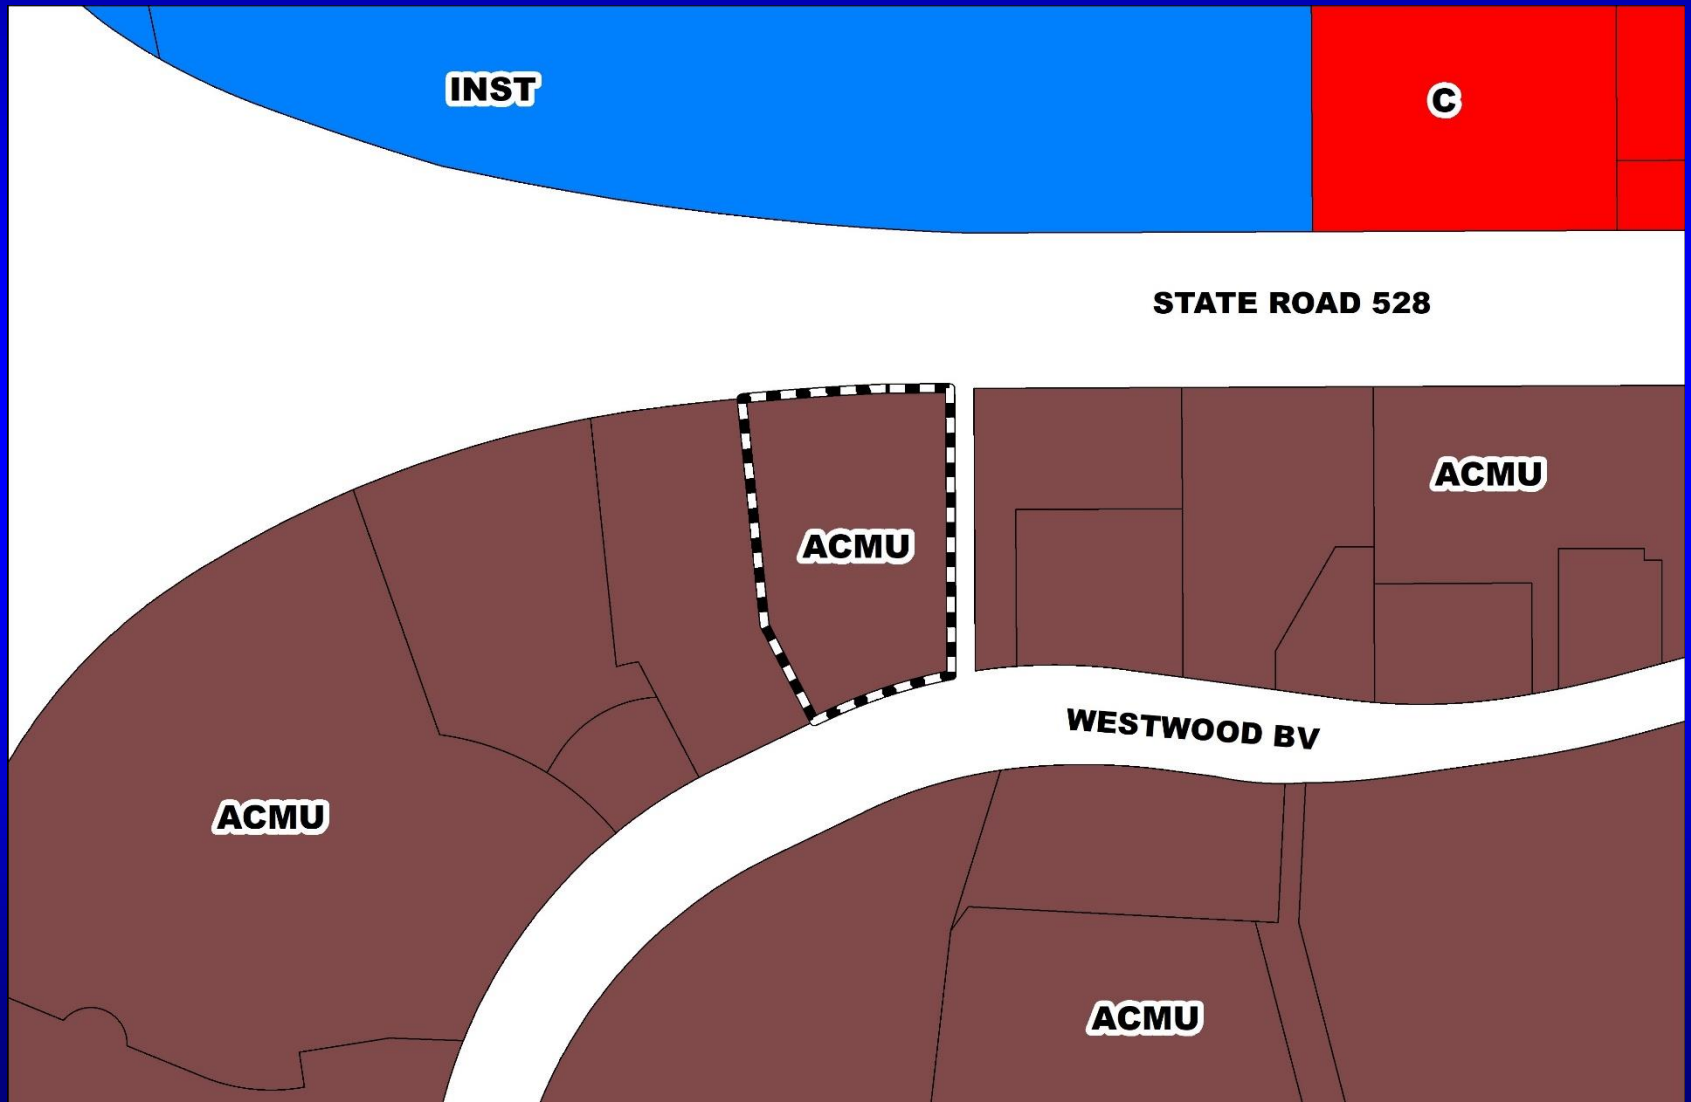 INST
C
STATE ROAD 528
ACMU
ACMU
WESTWOOD BV
ACMU
ACMU